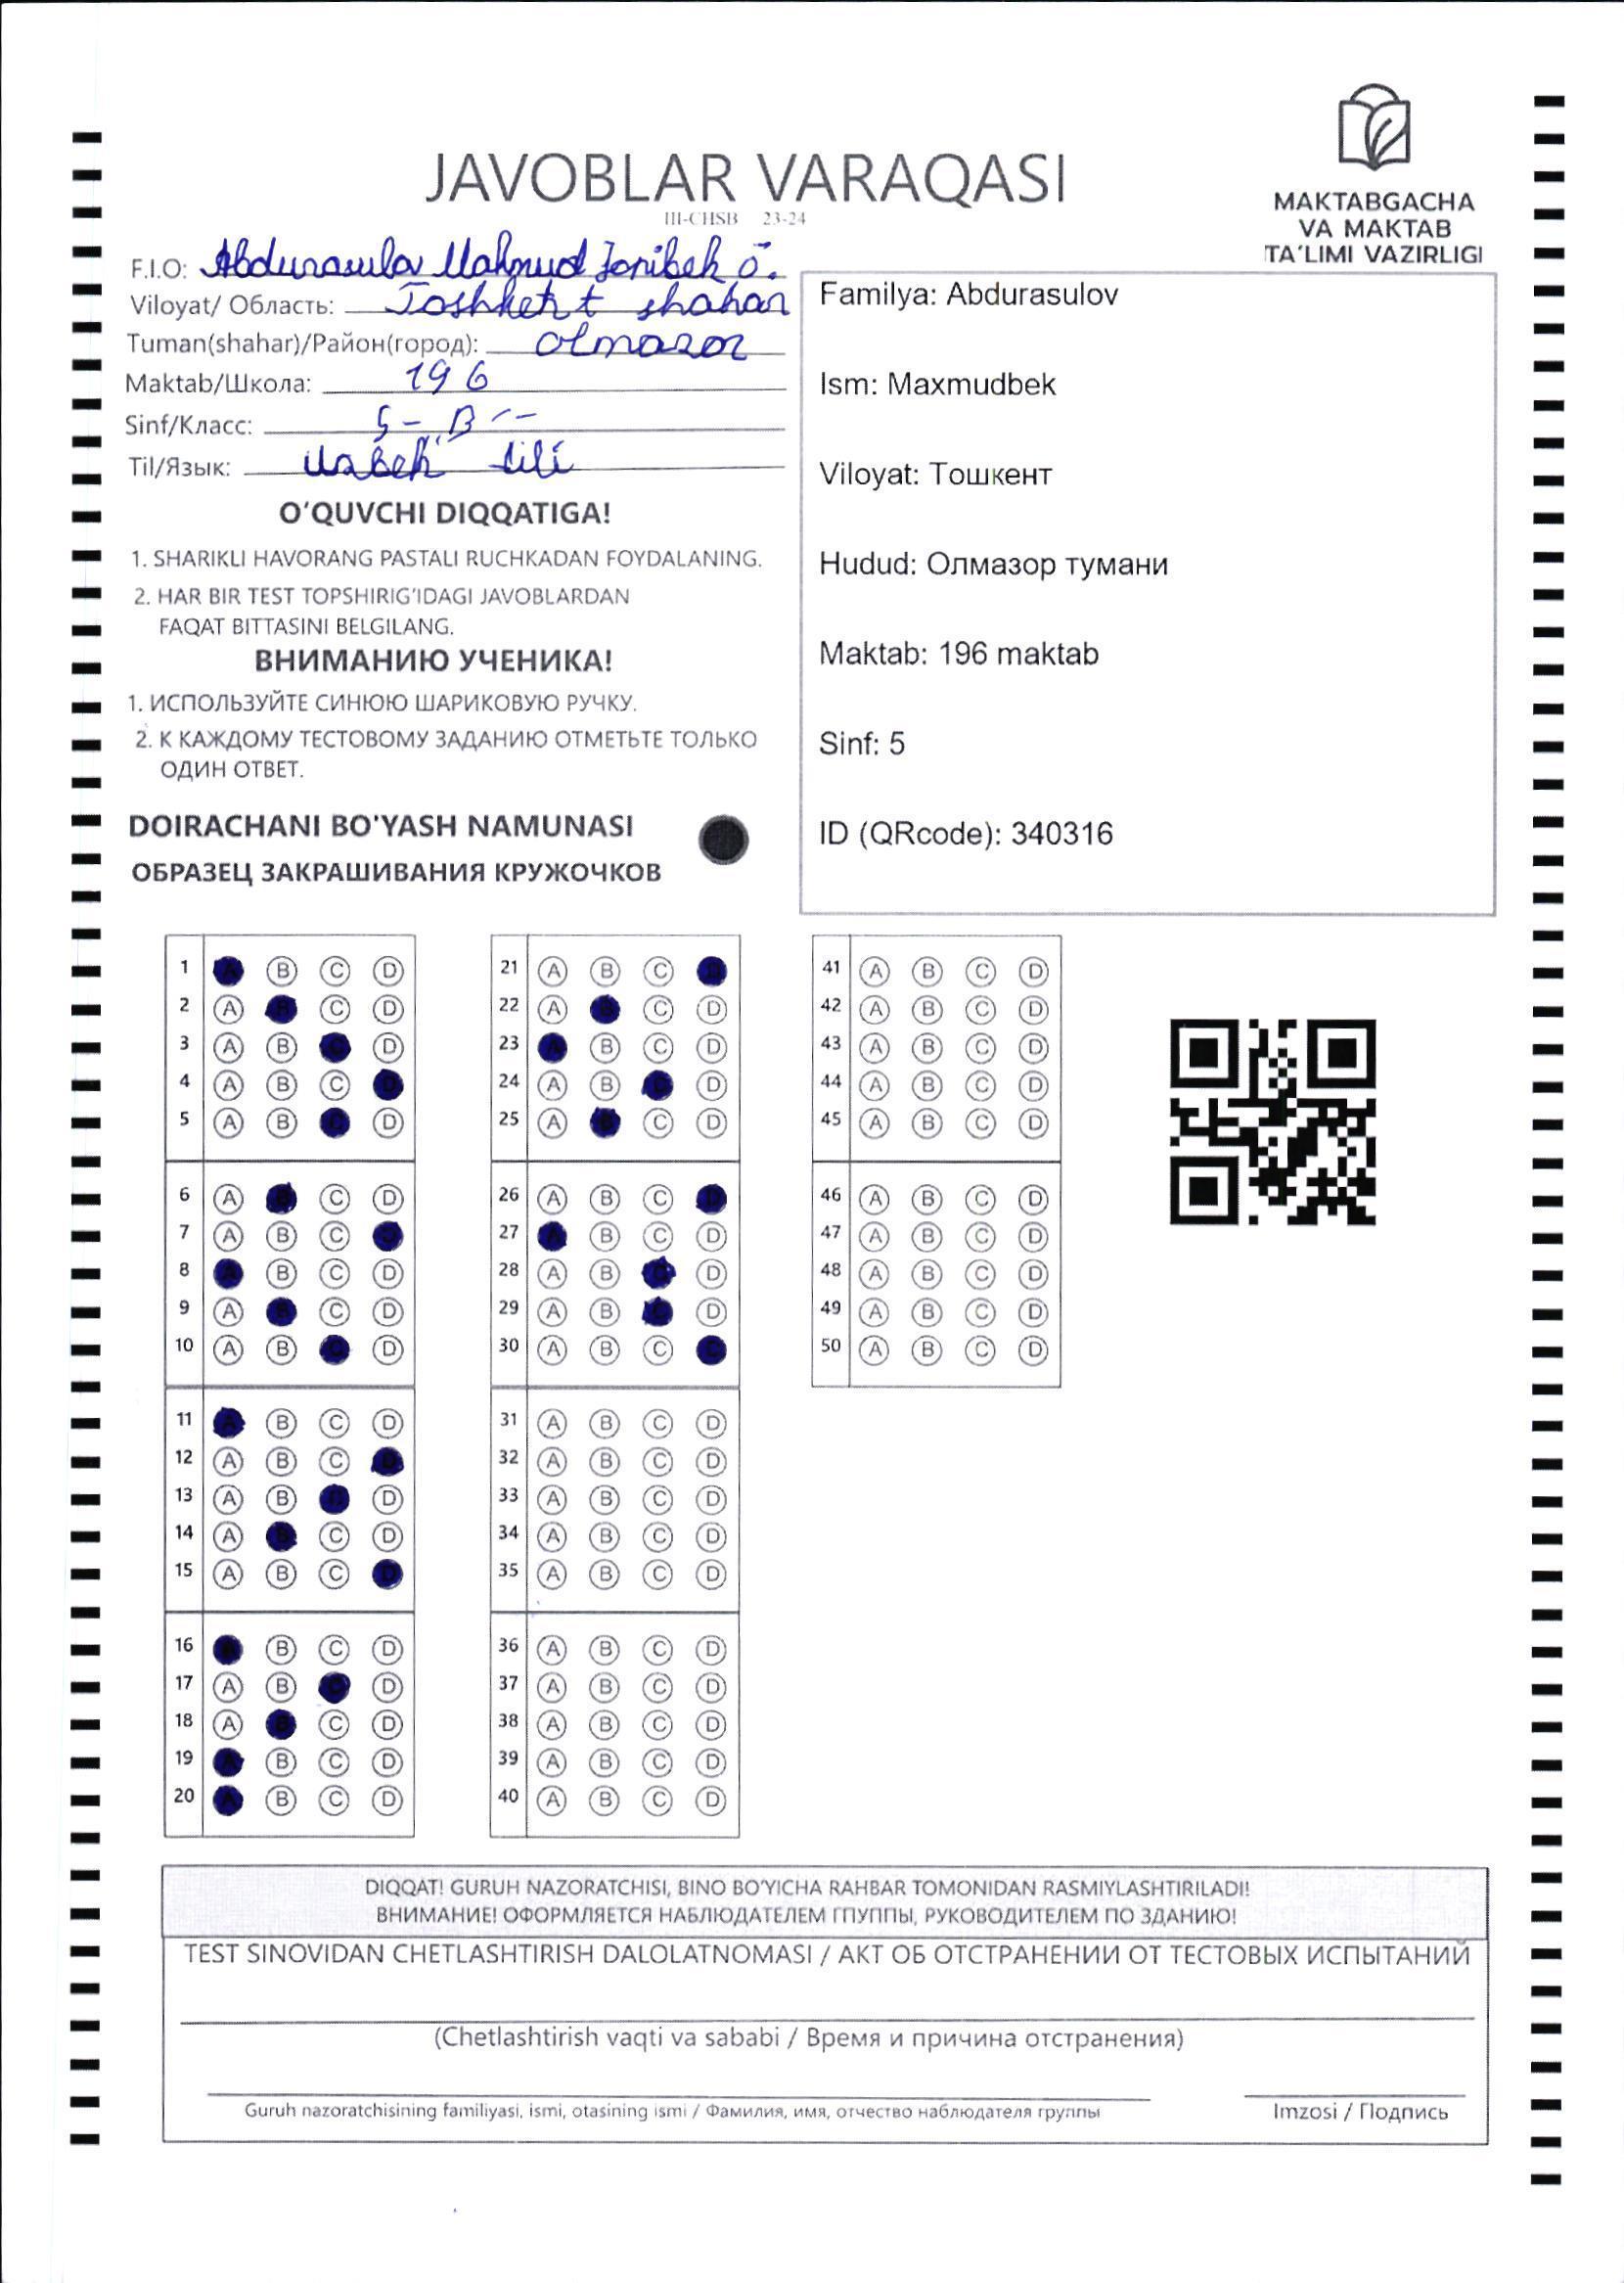 JAVOBLAR VARAQASI
III-CHSB 23-24
MAKTABGACHA
VA MAKTAB
TA'LIMI VAZIRLIGI
F.I.O: Abdurasulov Mahmud Jonibek o'.
Viloyat/ Область: Toshkent shahar
Tuman(shahar)/Район(город): Olmazor
Maktab/Школа: 196
Sinf/Класс: 5 - "B" -
Til/Язык: Uzbek tili
O'QUVCHI DIQQATIGA!
1. SHARIKLI HAVORANG PASTALI RUCHKADAN FOYDALANING.
2. HAR BIR TEST TOPSHIRIG'IDAGI JAVOBLARDAN
FAQAT BITTASINI BELGILANG.
ВНИМАНИЮ УЧЕНИКА!
1. ИСПОЛЬЗУЙТЕ СИНЮЮ ШАРИКОВУЮ РУЧКУ.
2. К КАЖДОМУ ТЕСТОВОМУ ЗАДАНИЮ ОТМЕТЬТЕ ТОЛЬКО
ОДИН ОТВЕТ.
DOIRACHANI BO'YASH NAMUNASI
ОБРАЗЕЦ ЗАКРАШИВАНИЯ КРУЖОЧКОВ
Familya: Abdurasulov
Ism: Maxmudbek
Viloyat: Тошкент
Hudud: Олмазор тумани
Maktab: 196 maktab
Sinf: 5
ID (QRcode): 340316
1 A B C D
2 A B C D
3 A B C D
4 A B C D
5 A B C D
6 A B C D
7 A B C D
8 A B C D
9 A B C D
10 A B C D
11 A B C D
12 A B C D
13 A B C D
14 A B C D
15 A B C D
16 A B C D
17 A B C D
18 A B C D
19 A B C D
20 A B C D
21 A B C D
22 A B C D
23 A B C D
24 A B C D
25 A B C D
26 A B C D
27 A B C D
28 A B C D
29 A B C D
30 A B C D
31 A B C D
32 A B C D
33 A B C D
34 A B C D
35 A B C D
36 A B C D
37 A B C D
38 A B C D
39 A B C D
40 A B C D
41 A B C D
42 A B C D
43 A B C D
44 A B C D
45 A B C D
46 A B C D
47 A B C D
48 A B C D
49 A B C D
50 A B C D
DIQQAT! GURUH NAZORATCHISI, BINO BO'YICHA RAHBAR TOMONIDAN RASMIYLASHTIRILADI!
ВНИМАНИЕ! ОФОРМЛЯЕТСЯ НАБЛЮДАТЕЛЕМ ГПУППЫ, РУКОВОДИТЕЛЕМ ПО ЗДАНИЮ!
TEST SINOVIDAN CHETLASHTIRISH DALOLATNOMASI / АКТ ОБ ОТСТРАНЕНИИ ОТ ТЕСТОВЫХ ИСПЫТАНИЙ
(Chetlashtirish vaqti va sababi / Время и причина отстранения)
Guruh nazoratchisining familiyasi, ismi, otasining ismi / Фамилия, имя, отчество наблюдателя группы
Imzosi / Подпись